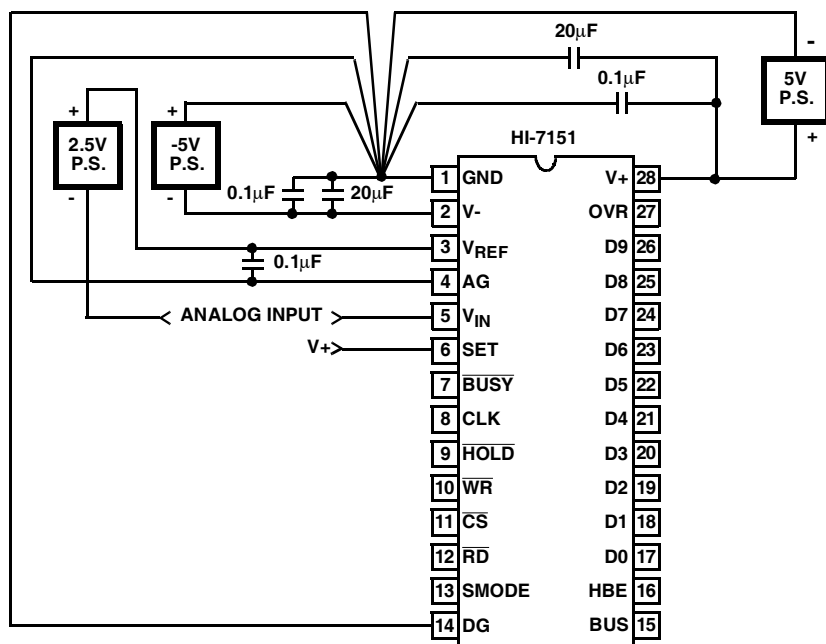 20μF
-
0.1μF
5V
P.S.
+
+
2.5V
P.S.
-
+
-5V
P.S.
-
HI-7151
0.1μF
20μF
1 GND
V+ 28
2 V-
OVR 27
3 VREF
D9 26
0.1μF
4 AG
D8 25
ANALOG INPUT
5 VIN
D7 24
V+
6 SET
D6 23
7 BUSY
D5 22
8 CLK
D4 21
9 HOLD
D3 20
10 WR
D2 19
11 CS
D1 18
12 RD
D0 17
13 SMODE
HBE 16
14 DG
BUS 15